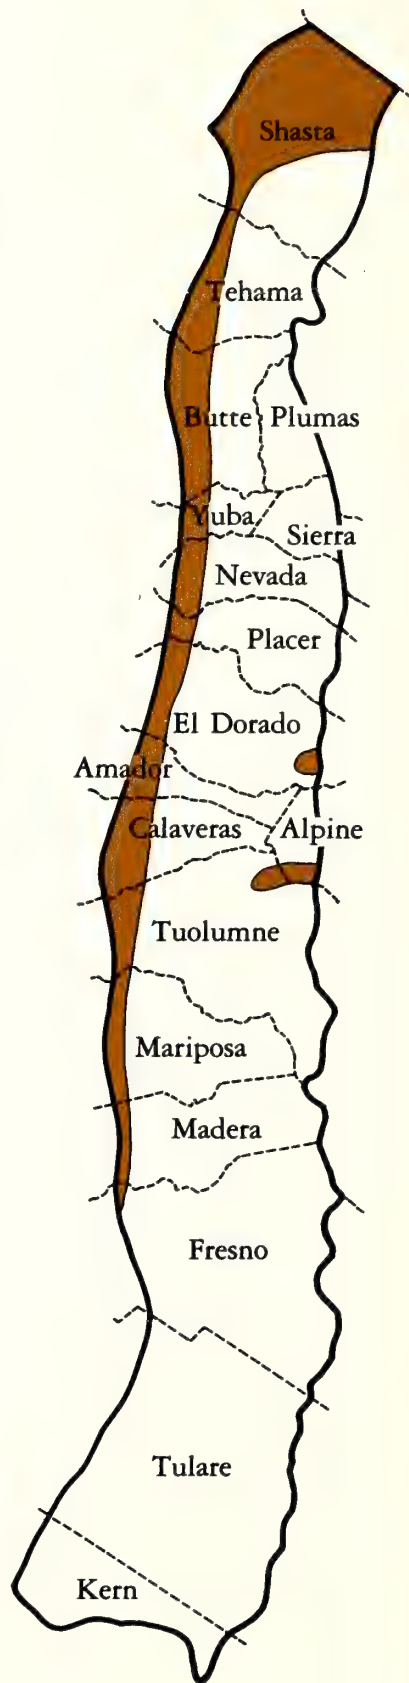 Shasta
Tehama
Butte Plumas
Yuba
Sierra
Nevada
Placer
El Dorado
Amador
Calaveras Alpine
Tuolumne
Mariposa
Madera
Fresno
Tulare
Kern